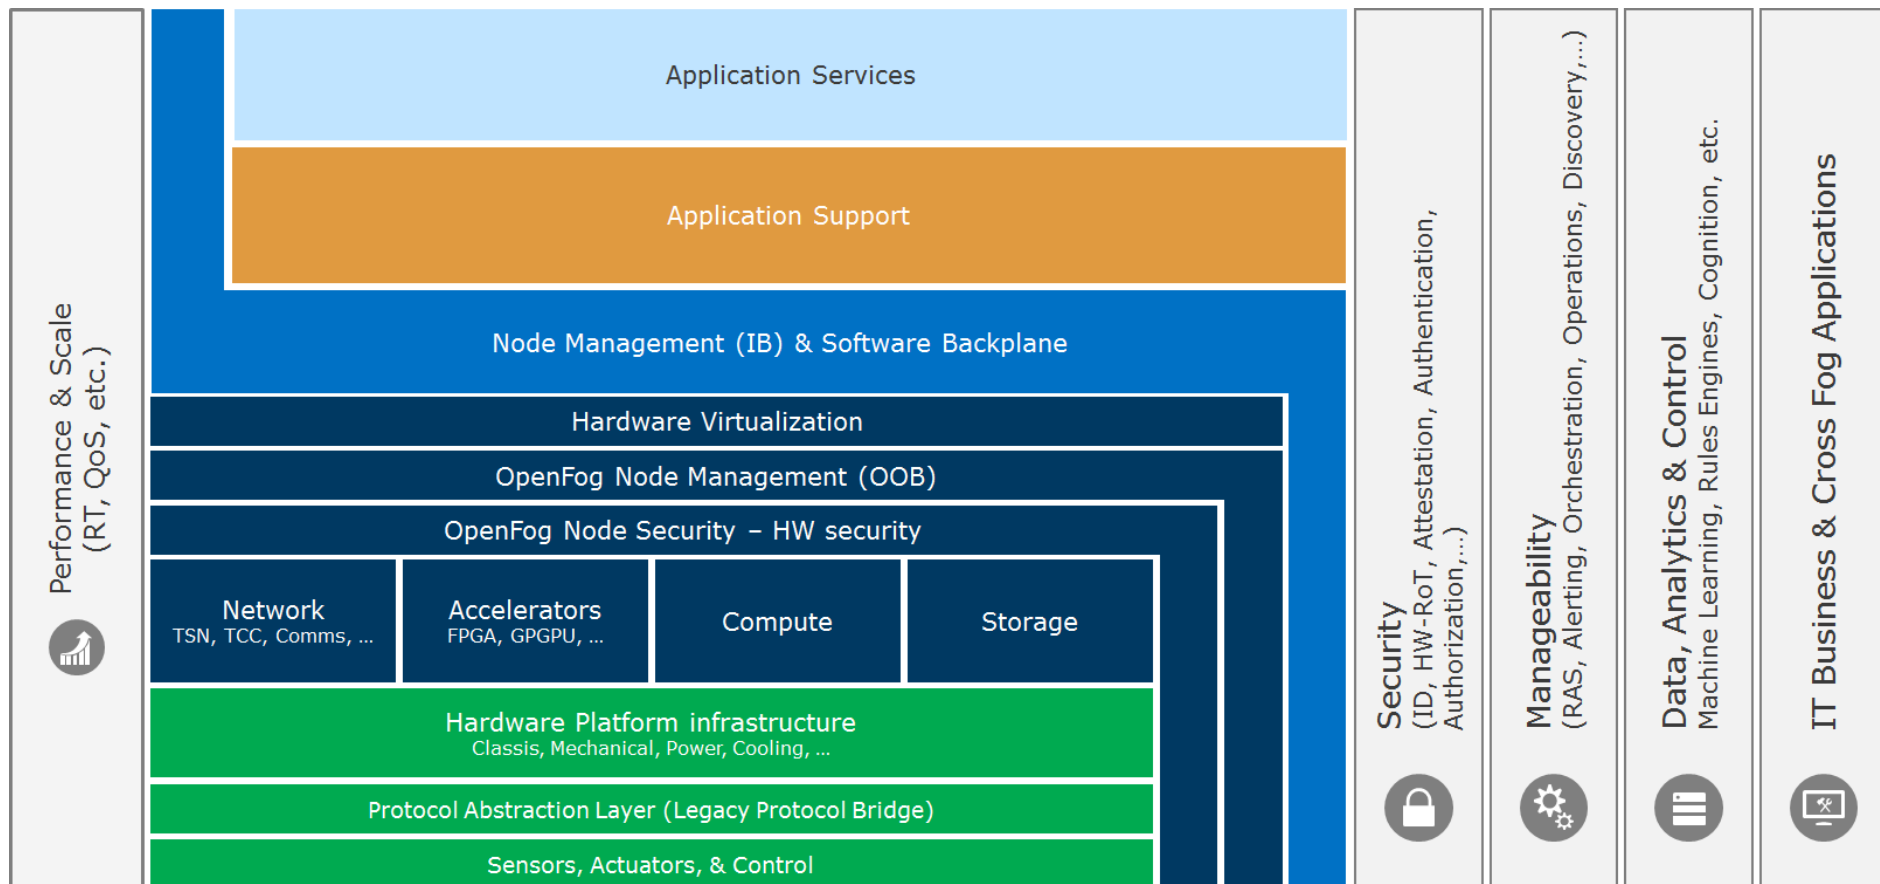 Performance & Scale
(RT, QoS, etc.)
Application Services
Application Support
Node Management (IB) & Software Backplane
Hardware Virtualization
OpenFog Node Management (OOB)
OpenFog Node Security – HW security
Network
TSN, TCC, Comms, ...
Accelerators
FPGA, GPGPU, ...
Compute
Storage
Hardware Platform infrastructure
Classis, Mechanical, Power, Cooling, ...
Protocol Abstraction Layer (Legacy Protocol Bridge)
Sensors, Actuators, & Control
Security
(ID, HW-RoT, Attestation, Authentication,
Authorization,...)
Manageability
(RAS, Alerting, Orchestration, Operations, Discovery,...)
Data, Analytics & Control
Machine Learning, Rules Engines, Cognition, etc.
IT Business & Cross Fog Applications